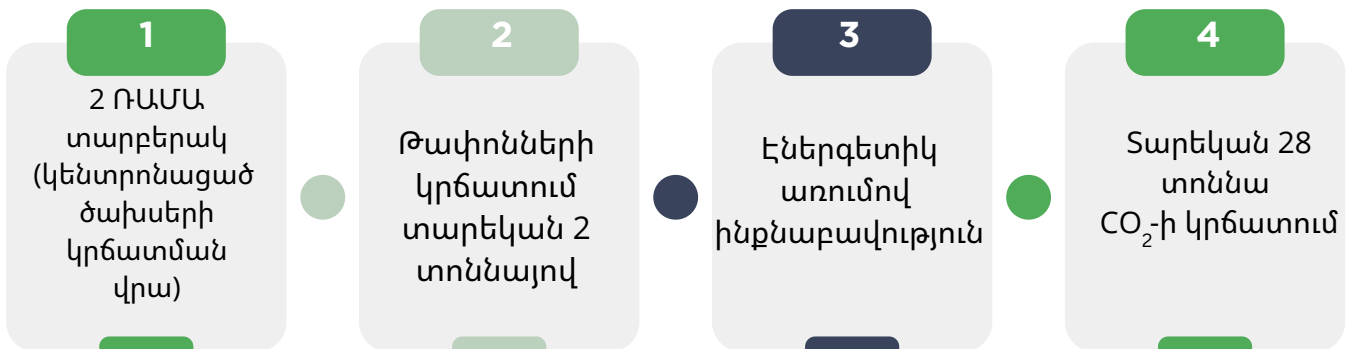 1
2 ՌԱՄԱ
տարբերակ
(կենտրոնացած
ծախսերի
կրճատման
վրա)
2
Թափոնների
կրճատում
տարեկան 2
տոննայով
3
Էներգետիկ
առումով
ինքնաբավություն
4
Տարեկան 28
տոննա
CO₂-ի կրճատում